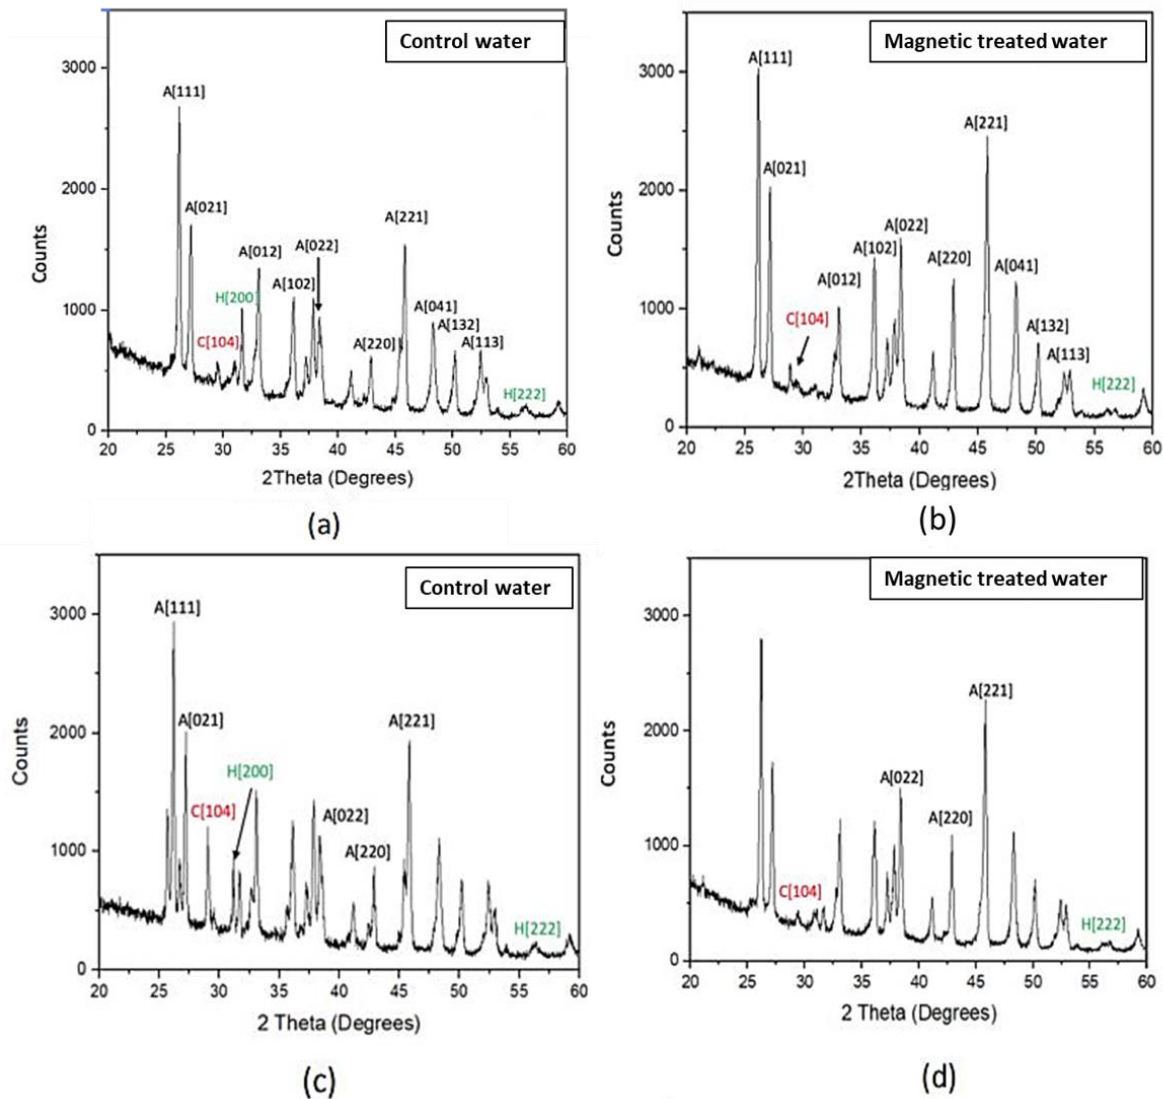 Control water
3000
2000
1000
0
Counts
A[111]
A[021]
C[104]
H[200]
A[012]
A[102]
A[022]
A[220]
A[221]
A[041]
A[132]
A[113]
H[222]
20 25 30 35 40 45 50 55 60
2Theta (Degrees)
(a)
Magnetic treated water
3000
2000
1000
0
Counts
A[111]
A[021]
C[104]
A[012]
A[102]
A[022]
A[220]
A[221]
A[041]
A[132]
A[113]
H[222]
20 25 30 35 40 45 50 55 60
2Theta (Degrees)
(b)
Control water
3000
2000
1000
0
Counts
A[111]
A[021]
C[104]
H[200]
A[022]
A[220]
A[221]
H[222]
20 25 30 35 40 45 50 55 60
2 Theta (Degrees)
(c)
Magnetic treated water
3000
2000
1000
0
Counts
C[104]
A[022]
A[220]
A[221]
H[222]
20 25 30 35 40 45 50 55 60
2 Theta (Degrees)
(d)